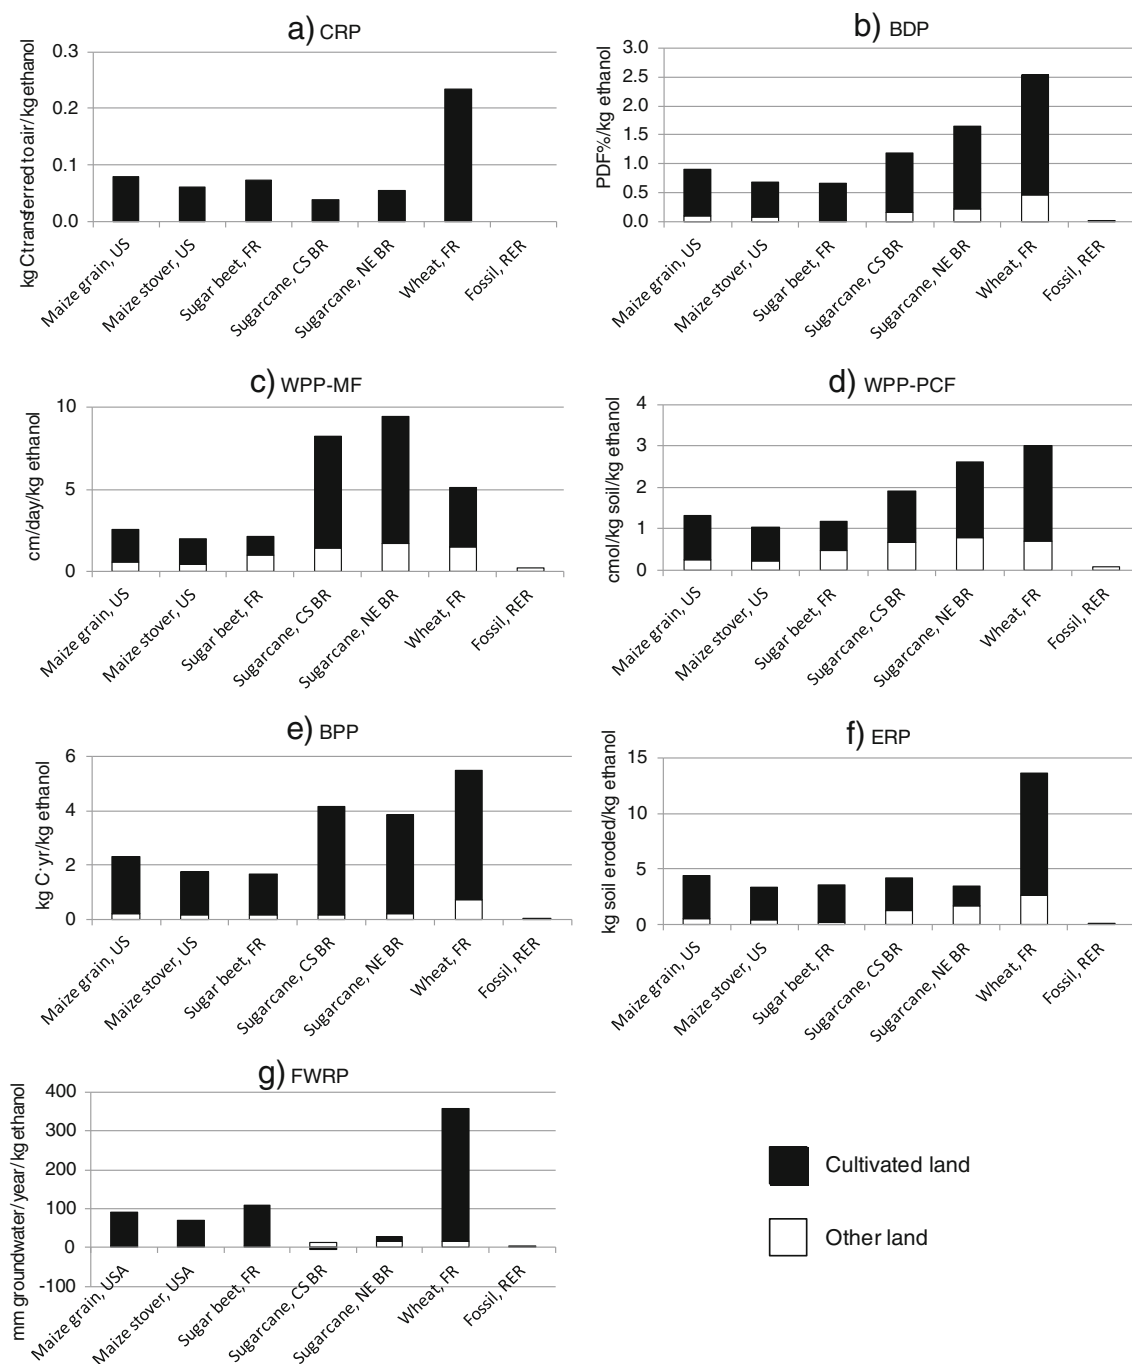 a) CRP
kg C transferred to air/kg ethanol
0.3
0.2
0.1
0.0
Maize grain, US
Maize stover, US
Sugar beet, FR
Sugarcane, CS BR
Sugarcane, NE BR
Wheat, FR
Fossil, RER
b) BDP
PDF%/kg ethanol
3.0
2.5
2.0
1.5
1.0
0.5
0.0
Maize grain, US
Maize stover, US
Sugar beet, FR
Sugarcane, CS BR
Sugarcane, NE BR
Wheat, FR
Fossil, RER
c) WPP-MF
cm/day/kg ethanol
10
5
0
Maize grain, US
Maize stover, US
Sugar beet, FR
Sugarcane, CS BR
Sugarcane, NE BR
Wheat, FR
Fossil, RER
d) WPP-PCF
cmol/kg soil/kg ethanol
4
3
2
1
0
Maize grain, US
Maize stover, US
Sugar beet, FR
Sugarcane, CS BR
Sugarcane, NE BR
Wheat, FR
Fossil, RER
e) BPP
kg C·yr/kg ethanol
6
4
2
0
Maize grain, US
Maize stover, US
Sugar beet, FR
Sugarcane, CS BR
Sugarcane, NE BR
Wheat, FR
Fossil, RER
f) ERP
kg soil eroded/kg ethanol
15
10
5
0
Maize grain, US
Maize stover, US
Sugar beet, FR
Sugarcane, CS BR
Sugarcane, NE BR
Wheat, FR
Fossil, RER
g) FWRP
mm groundwater/year/kg ethanol
400
300
200
100
0
-100
Maize grain, USA
Maize stover, USA
Sugar beet, FR
Sugarcane, CS BR
Sugarcane, NE BR
Wheat, FR
Fossil, RER
Cultivated land
Other land